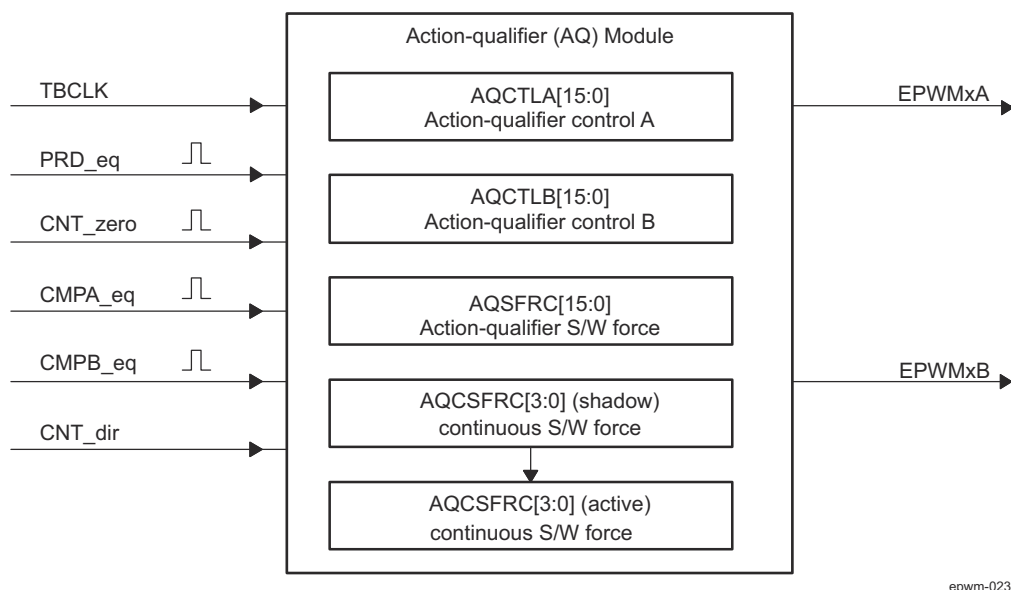 Action-qualifier (AQ) Module
TBCLK
PRD_eq
CNT_zero
CMPA_eq
CMPB_eq
CNT_dir
AQCTLA[15:0]
Action-qualifier control A
AQCTLB[15:0]
Action-qualifier control B
AQSFRC[15:0]
Action-qualifier S/W force
AQCSFRC[3:0] (shadow)
continuous S/W force
AQCSFRC[3:0] (active)
continuous S/W force
EPWMxA
EPWMxB
epwm-023